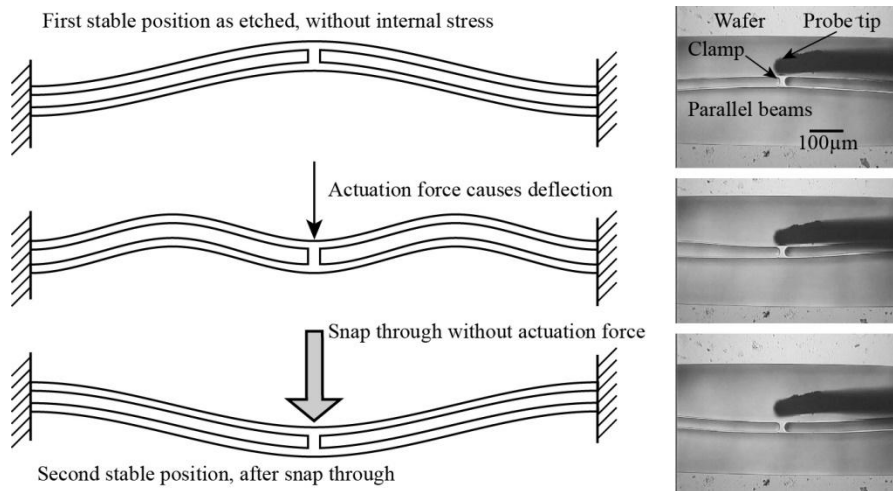 First stable position as etched, without internal stress
Actuation force causes deflection
Snap through without actuation force
Second stable position, after snap through
Wafer
Probe tip
Clamp
Parallel beams
100µm